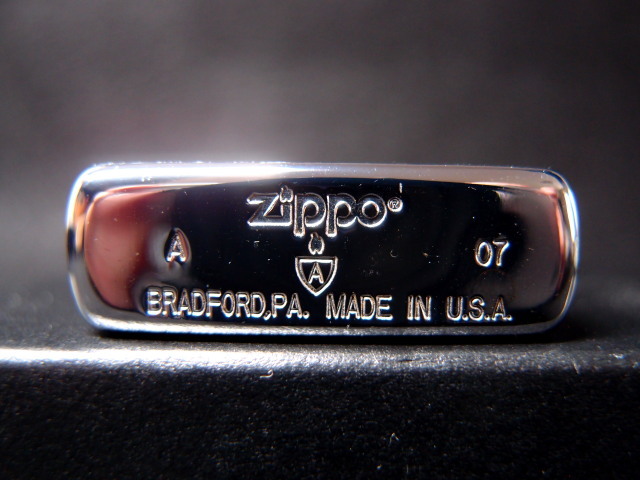 Zippo®
A 07
A
BRADFORD,PA. MADE IN U.S.A.